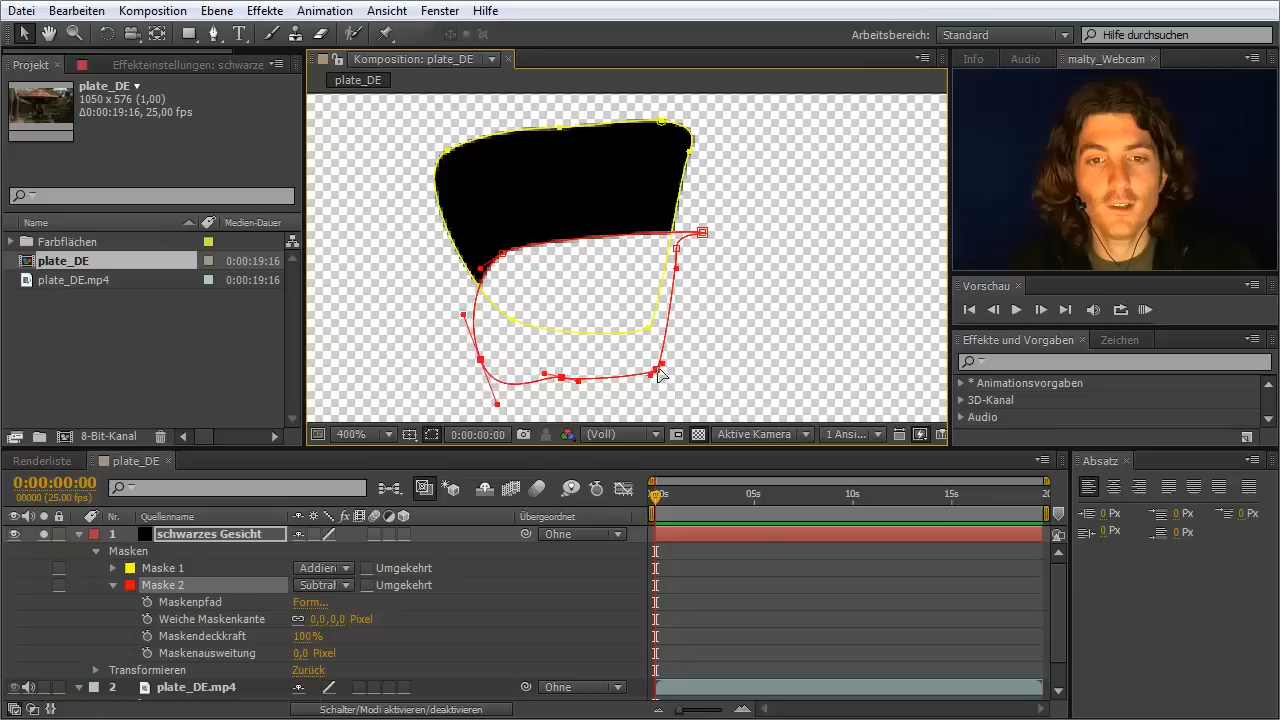 Datei Bearbeiten Komposition Ebene Effekte Animation Ansicht Fenster Hilfe
Arbeitsbereich: Standard Hilfe durchsuchen
Projekt Effekteinstellungen: schwarze
Komposition: plate_DE
Info Audio malty_Webcam
plate_DE
plate_DE
1050 x 576 (1,00)
Δ0:00:19:16, 25,00 fps
Name Medien-Dauer
Farbflächen
plate_DE 0:00:19:16
plate_DE.mp4 0:00:19:16
Vorschau
Effekte und Vorgaben Zeichen
* Animationsvorgaben
3D-Kanal
Audio
8-Bit-Kanal
400% 0:00:00:00 (Voll) Aktive Kamera 1 Ansi...
Renderliste plate_DE
Absatz
0:00:00:00
00000 (25.00 fps)
05s 10s 15s 20
Nr. Quellenname Übergeordnet
1 schwarzes Gesicht Ohne
Masken
Maske 1 Addiere Umgekehrt
Maske 2 Subtral Umgekehrt
Maskenpfad Form...
Weiche Maskenkante 0,0,0,0 Pixel
Maskendeckkraft 100%
Maskenausweitung 0,0 Pixel
Transformieren Zurück
2 plate_DE.mp4 Ohne
Schalter/Modi aktivieren/deaktivieren
0 Px 0 Px 0 Px
0 Px 0 Px